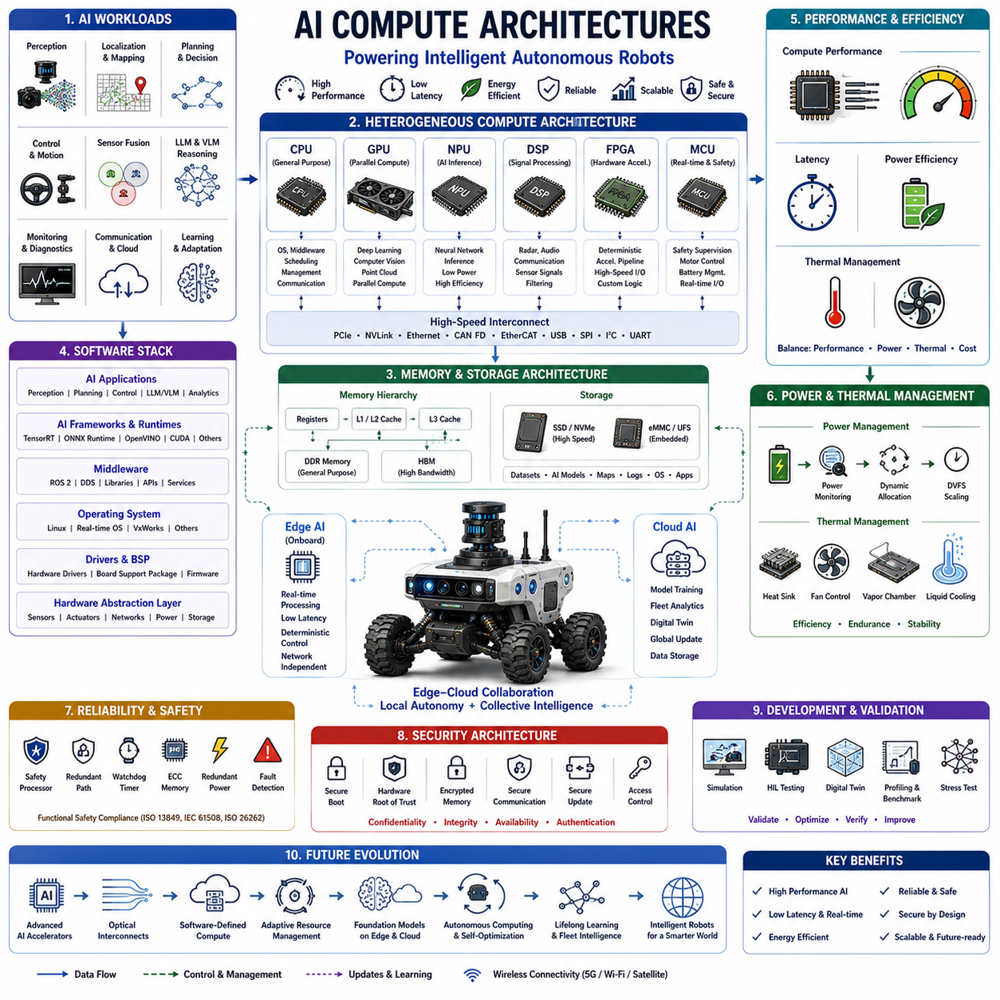 AI COMPUTE ARCHITECTURES
Powering Intelligent Autonomous Robots
High
Performance
Low
Latency
Energy
Efficient
Reliable
Scalable
Safe &
Secure
1. AI WORKLOADS
Perception
Localization
& Mapping
Planning
& Decision
Control
& Motion
Sensor Fusion
LLM & VLM
Reasoning
Monitoring
& Diagnostics
Communication
& Cloud
Learning
& Adaptation
2. HETEROGENEOUS COMPUTE ARCHITECTURE
CPU
(General Purpose)
CPU
OS, Middleware
Scheduling
Management
Communication
GPU
(Parallel Compute)
Deep Learning
Computer Vision
Point Cloud
Parallel Compute
NPU
(AI Inference)
NPU
Neural Network
Inference
Low Power
High Efficiency
DSP
(Signal Processing)
DSP
Radar, Audio
Communication
Sensor Signals
Filtering
FPGA
(Hardware Accel.)
FPGA
Deterministic
Accel. Pipeline
High-Speed I/O
Custom Logic
MCU
(Real-time & Safety)
MCU
Safety Supervision
Motor Control
Battery Mgmt.
Real-time I/O
High-Speed Interconnect
PCIe • NVLink • Ethernet • CAN FD • EtherCAT • USB • SPI • I²C • UART
5. PERFORMANCE & EFFICIENCY
Compute Performance
Latency
Power Efficiency
Thermal Management
Balance: Performance • Power • Thermal • Cost
4. SOFTWARE STACK
AI Applications
Perception | Planning | Control | LLM/VLM | Analytics
AI Frameworks & Runtimes
TensorRT | ONNX Runtime | OpenVINO | CUDA | Others
Middleware
ROS 2 | DDS | Libraries | APIs | Services
Operating System
Linux | Real-time OS | VxWorks | Others
Drivers & BSP
Hardware Drivers | Board Support Package | Firmware
Hardware Abstraction Layer
Sensors | Actuators | Networks | Power | Storage
3. MEMORY & STORAGE ARCHITECTURE
Memory Hierarchy
Registers
L1 / L2 Cache
L3 Cache
DDR Memory
(General Purpose)
HBM
(High Bandwidth)
Storage
SSD / NVMe
(High Speed)
eMMC / UFS
(Embedded)
Datasets • AI Models • Maps • Logs • OS • Apps
6. POWER & THERMAL MANAGEMENT
Power Management
Power
Monitoring
Dynamic
Allocation
DVFS
Scaling
Thermal Management
Heat Sink
Fan Control
Vapor Chamber
Liquid Cooling
Efficiency • Endurance • Stability
Edge AI
(Onboard)
Real-time
Processing
Low Latency
Deterministic
Control
Network
Independent
Cloud AI
Model Training
Fleet Analytics
Digital Twin
Global Update
Data Storage
Edge–Cloud Collaboration
Local Autonomy + Collective Intelligence
7. RELIABILITY & SAFETY
Safety
Processor
Redundant
Path
Watchdog
Timer
ECC
Memory
Redundant
Power
Fault
Detection
Functional Safety Compliance (ISO 13849, IEC 61508, ISO 26262)
8. SECURITY ARCHITECTURE
Secure
Boot
Hardware
Root of Trust
Encrypted
Memory
Secure
Communication
Secure
Update
Access
Control
Confidentiality • Integrity • Availability • Authentication
9. DEVELOPMENT & VALIDATION
Simulation
HIL Testing
Digital Twin
Profiling &
Benchmark
Stress Test
Validate • Optimize • Verify • Improve
10. FUTURE EVOLUTION
AI
Advanced
AI Accelerators
Optical
Interconnects
Software-Defined
Compute
Adaptive Resource
Management
Foundation Models
on Edge & Cloud
Autonomous Computing
& Self-Optimization
Lifelong Learning
& Fleet Intelligence
Intelligent Robots
for a Smarter World
KEY BENEFITS
High Performance AI
Low Latency & Real-time
Energy Efficient
Reliable & Safe
Secure by Design
Scalable & Future-ready
Data Flow
Control & Management
Updates & Learning
Wireless Connectivity (5G / Wi-Fi / Satellite)